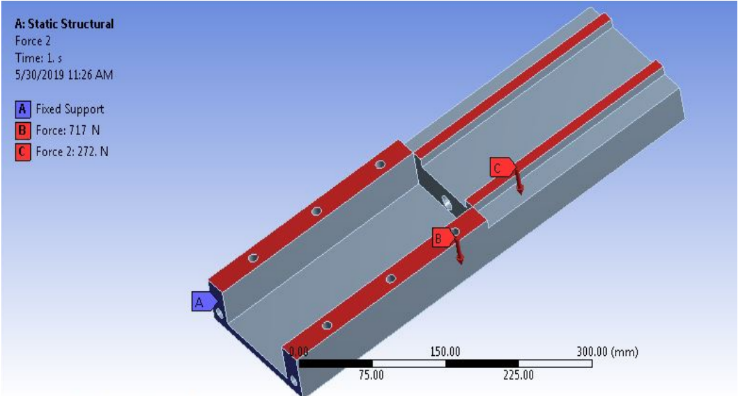 A: Static Structural
Force 2
Time: 1. s
5/30/2019 11:26 AM
A Fixed Support
B Force: 717 N
C Force 2: 272. N
C
B
A
0.00 150.00 300.00 (mm)
75.00 225.00